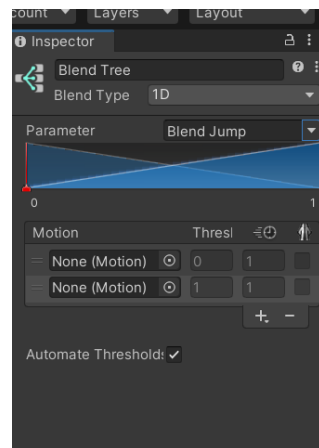 count Layers Layout
Inspector
Blend Tree
Blend Type 1D
Parameter Blend Jump
0 1
Motion Thresl
None (Motion) 0 1
None (Motion) 1 1
Automate Threshold: